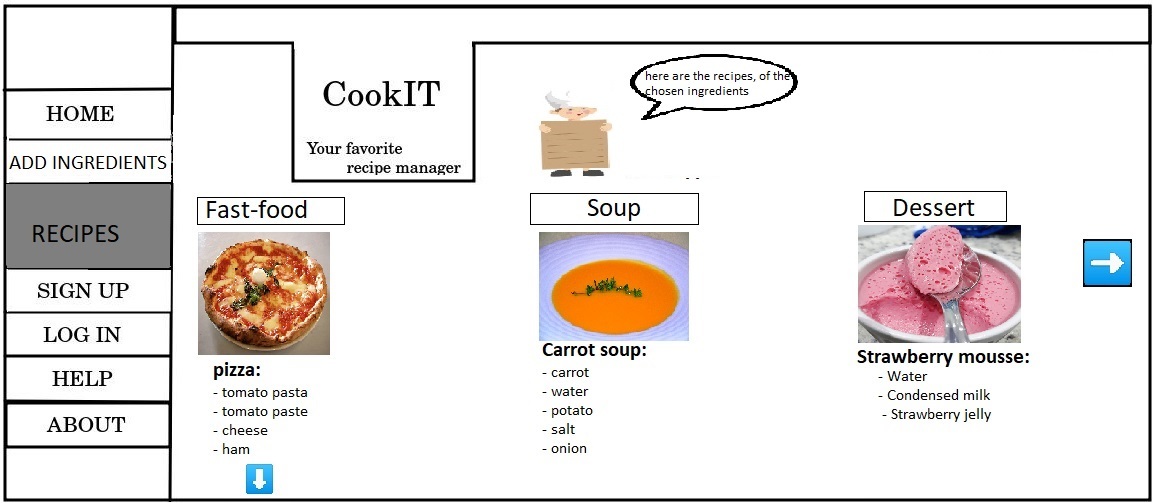 HOME
ADD INGREDIENTS
RECIPES
SIGN UP
LOG IN
HELP
ABOUT
CookIT
Your favorite
recipe manager
here are the recipes, of the
chosen ingredients
Fast-food
pizza:
- tomato pasta
- tomato paste
- cheese
- ham
Soup
Carrot soup:
- carrot
- water
- potato
- salt
- onion
Dessert
Strawberry mousse:
- Water
- Condensed milk
- Strawberry jelly